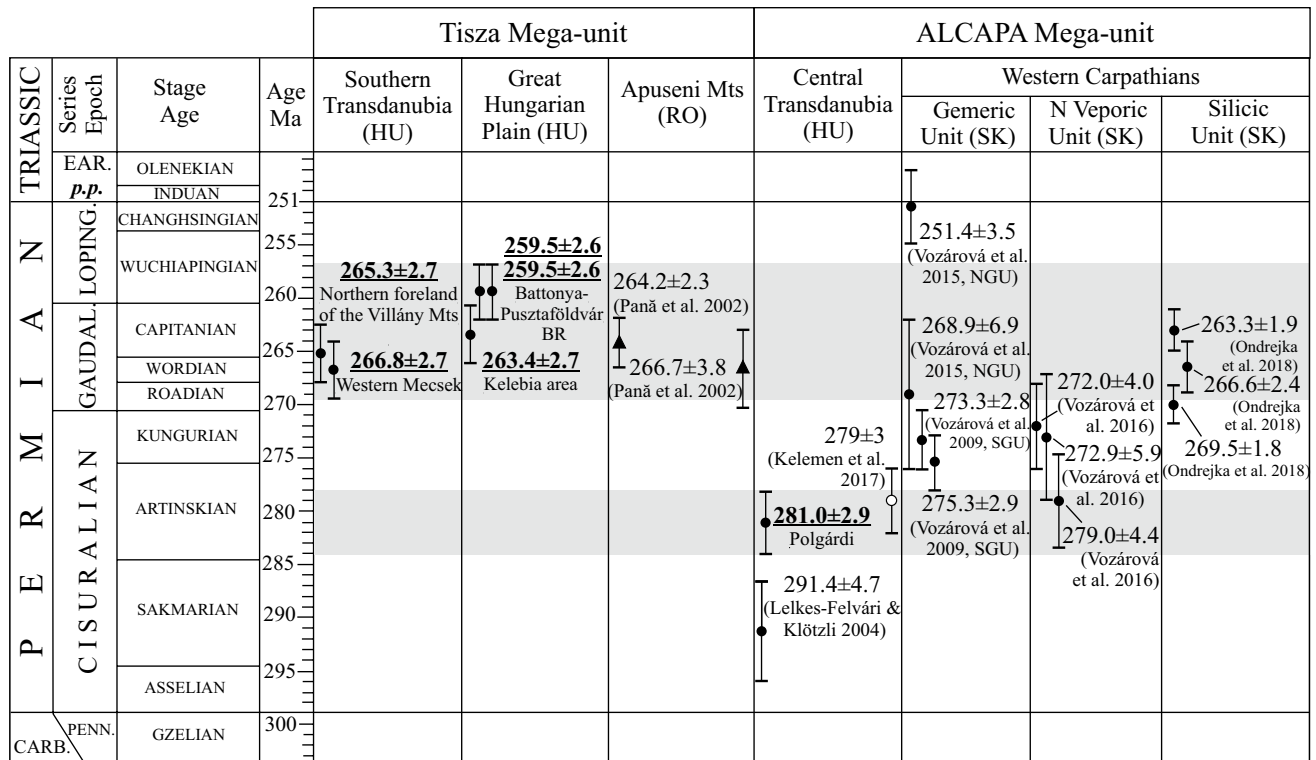 Tisza Mega-unit
ALCAPA Mega-unit
TRIASSIC
Series
Epoch
Stage
Age
Age
Ma
Southern
Transdanubia
(HU)
Great
Hungarian
Plain (HU)
Apuseni Mts
(RO)
Central
Transdanubia
(HU)
Western Carpathians
Gemeric
Unit (SK)
N Veporic
Unit (SK)
Silicic
Unit (SK)
EAR.
p.p.
OLENEKIAN
INDUAN
251
PERMIAN
LOPING.
CHANGHSINGIAN
WUCHIAPINGIAN
255
260
GAUDAL.
CAPITANIAN
WORDIAN
ROADIAN
265
270
CISURALIAN
KUNGURIAN
ARTINSKIAN
SAKMARIAN
ASSELIAN
275
280
285
290
295
300
CARB.
PENN.
GZELIAN
265.3±2.7
Northern foreland
of the Villány Mts
266.8±2.7
Western Mecsek
259.5±2.6
259.5±2.6
Battonya-
Pusztaföldvár
BR
263.4±2.7
Kelebia area
264.2±2.3
(Pană et al. 2002)
266.7±3.8
(Pană et al. 2002)
279±3
(Kelemen et al.
2017)
281.0±2.9
Polgárdi
291.4±4.7
(Lelkes-Felvári &
Klötzli 2004)
251.4±3.5
(Vozárová et al.
2015, NGU)
268.9±6.9
(Vozárová et al.
2015, NGU)
273.3±2.8
(Vozárová et al.
2009, SGU)
275.3±2.9
(Vozárová et al.
2009, SGU)
272.0±4.0
(Vozárová et
al. 2016)
272.9±5.9
(Vozárová et
al. 2016)
279.0±4.4
(Vozárová
et al. 2016)
263.3±1.9
(Ondrejka
et al. 2018)
266.6±2.4
(Ondrejka
et al. 2018)
269.5±1.8
(Ondrejka et al. 2018)